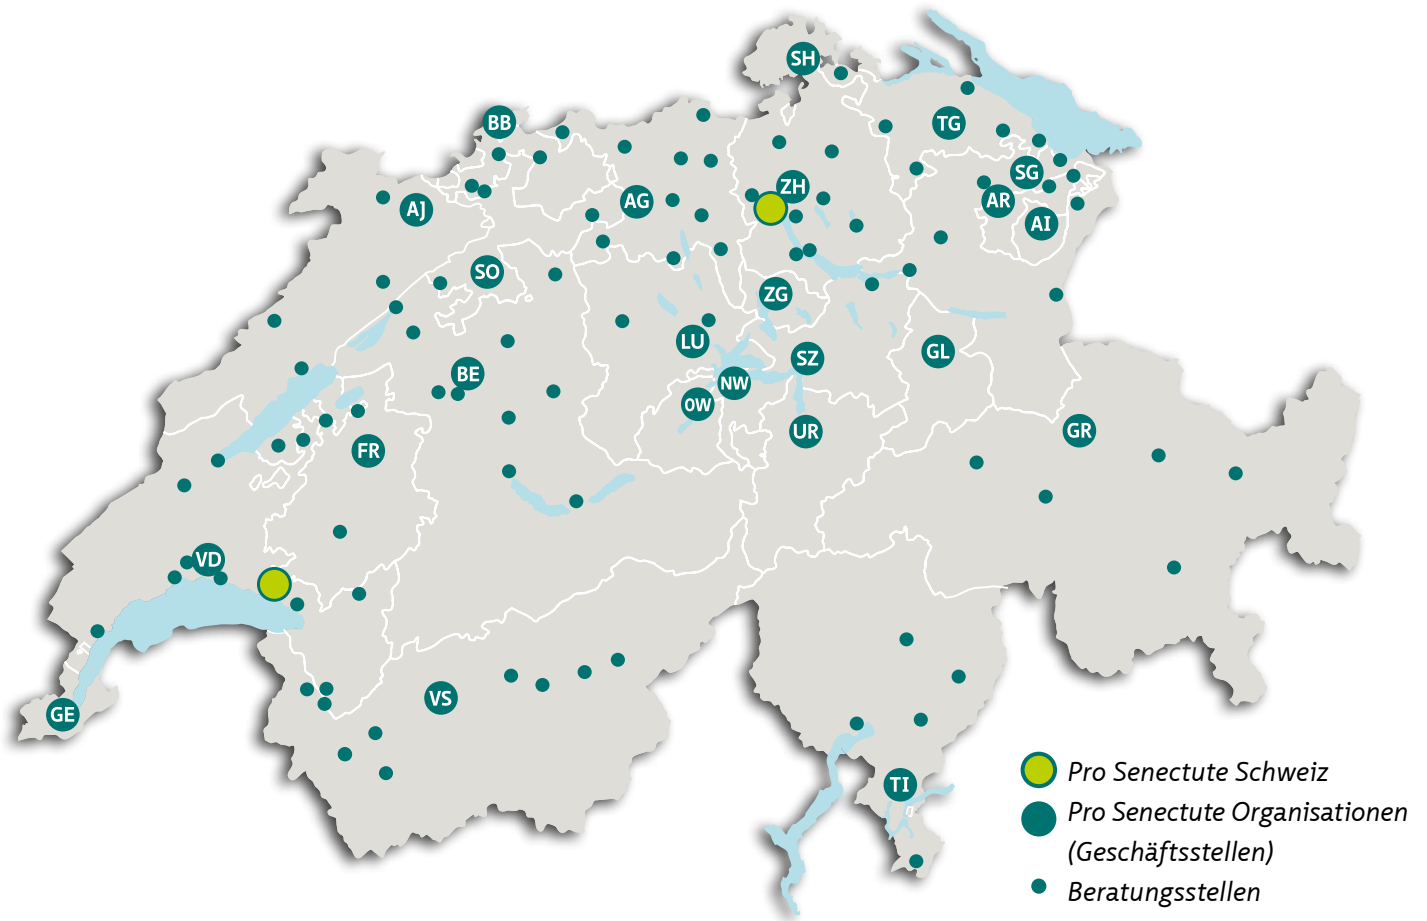 SH
BB
TG
SG
ZH
AR
AG
AJ
AI
SO
ZG
LU
GL
SZ
BE
NW
OW
UR
GR
FR
VD
VS
GE
TI
Pro Senectute Schweiz
Pro Senectute Organisationen
(Geschäftsstellen)
Beratungsstellen